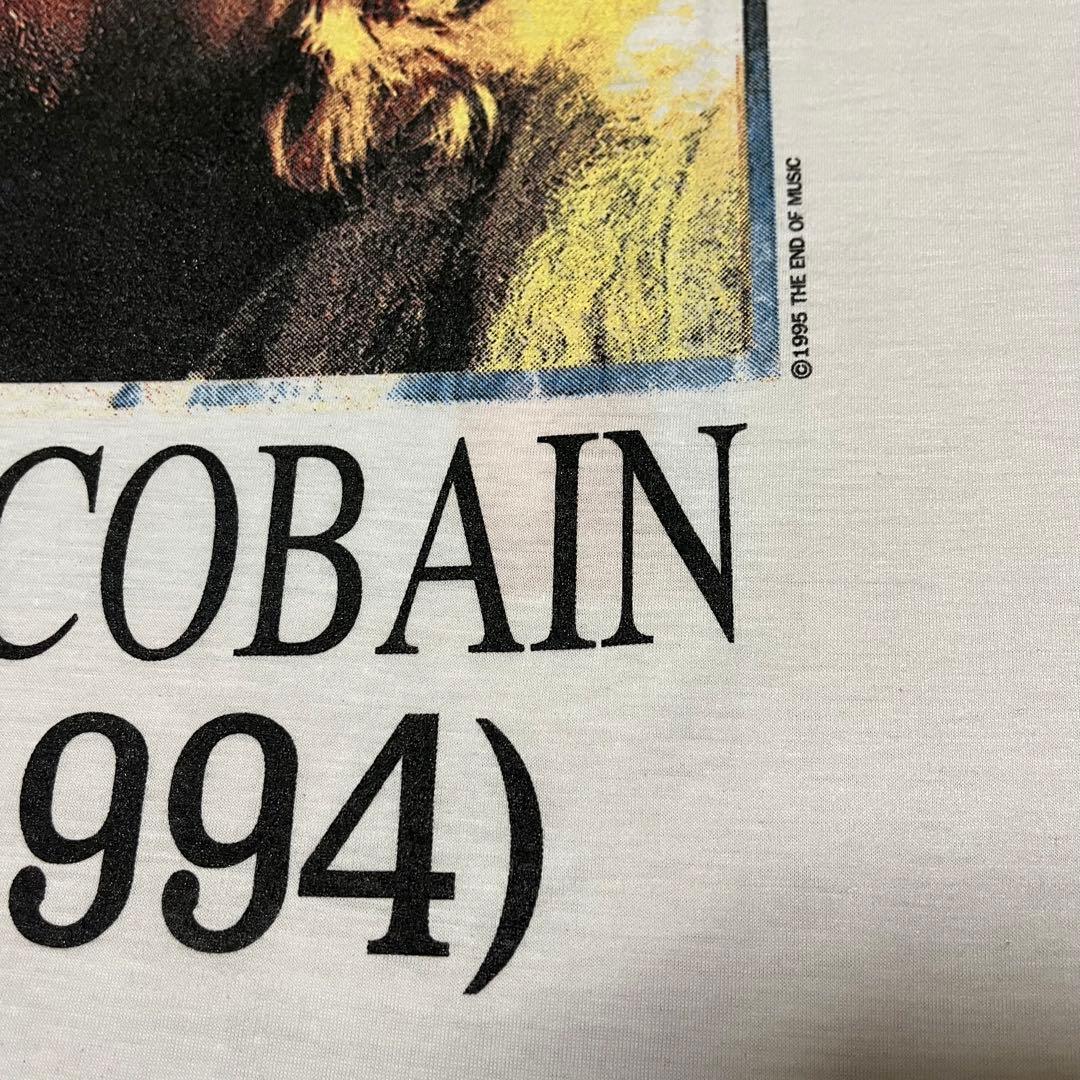 ©1995 THE END OF MUSIC
COBAIN
994)